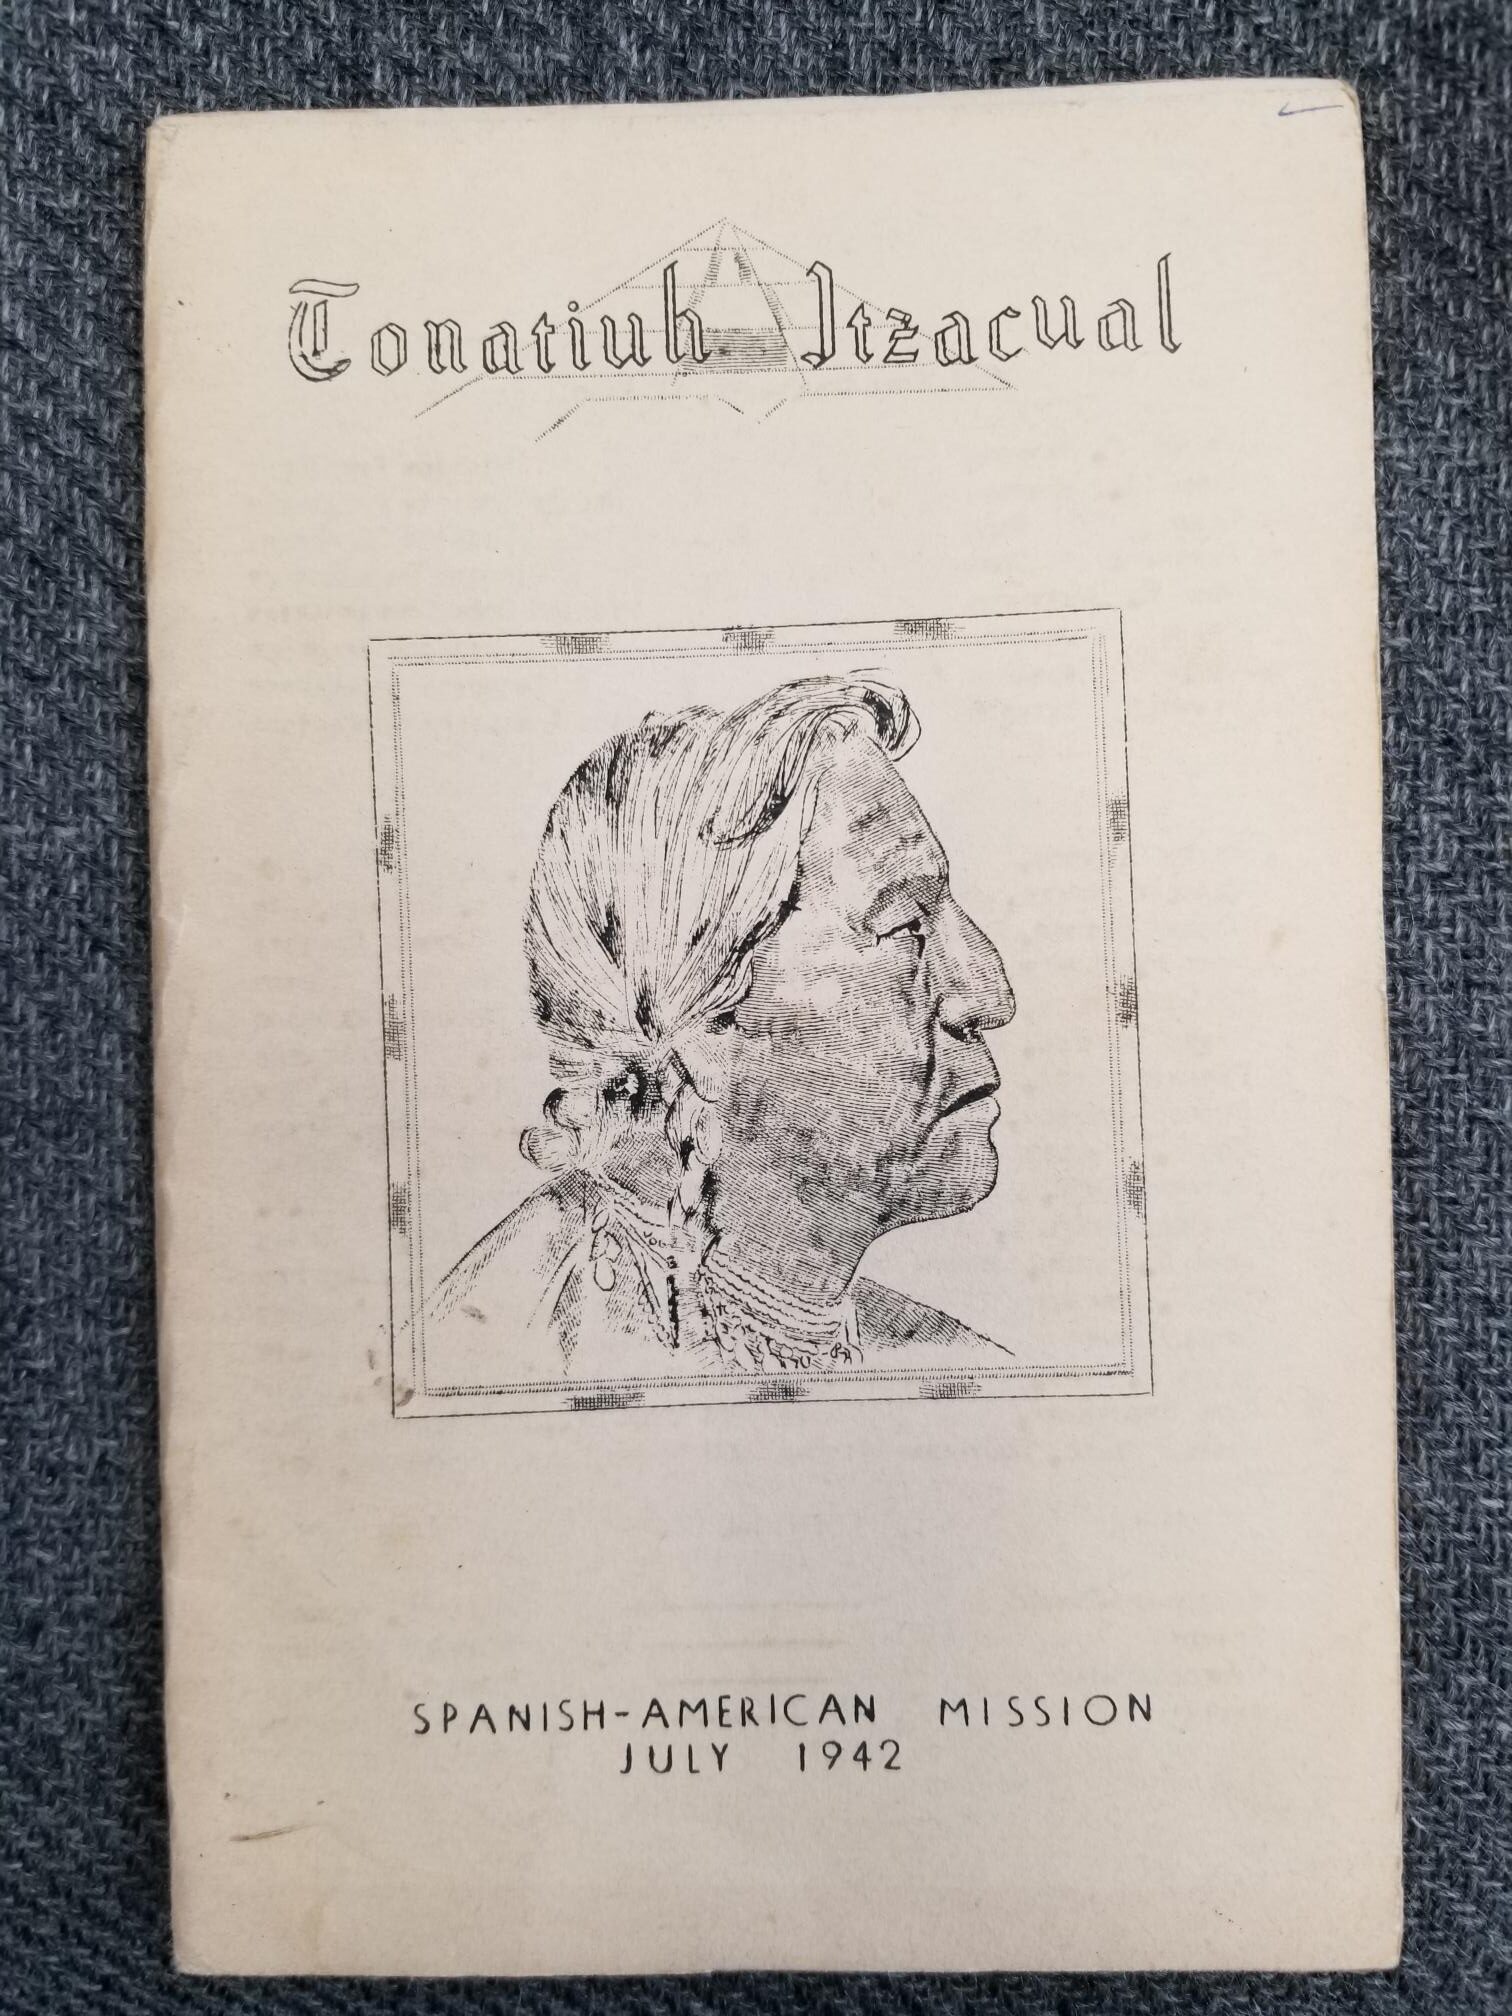 Tonatiuh Itzacual
SPANISH-AMERICAN MISSION
JULY 1942